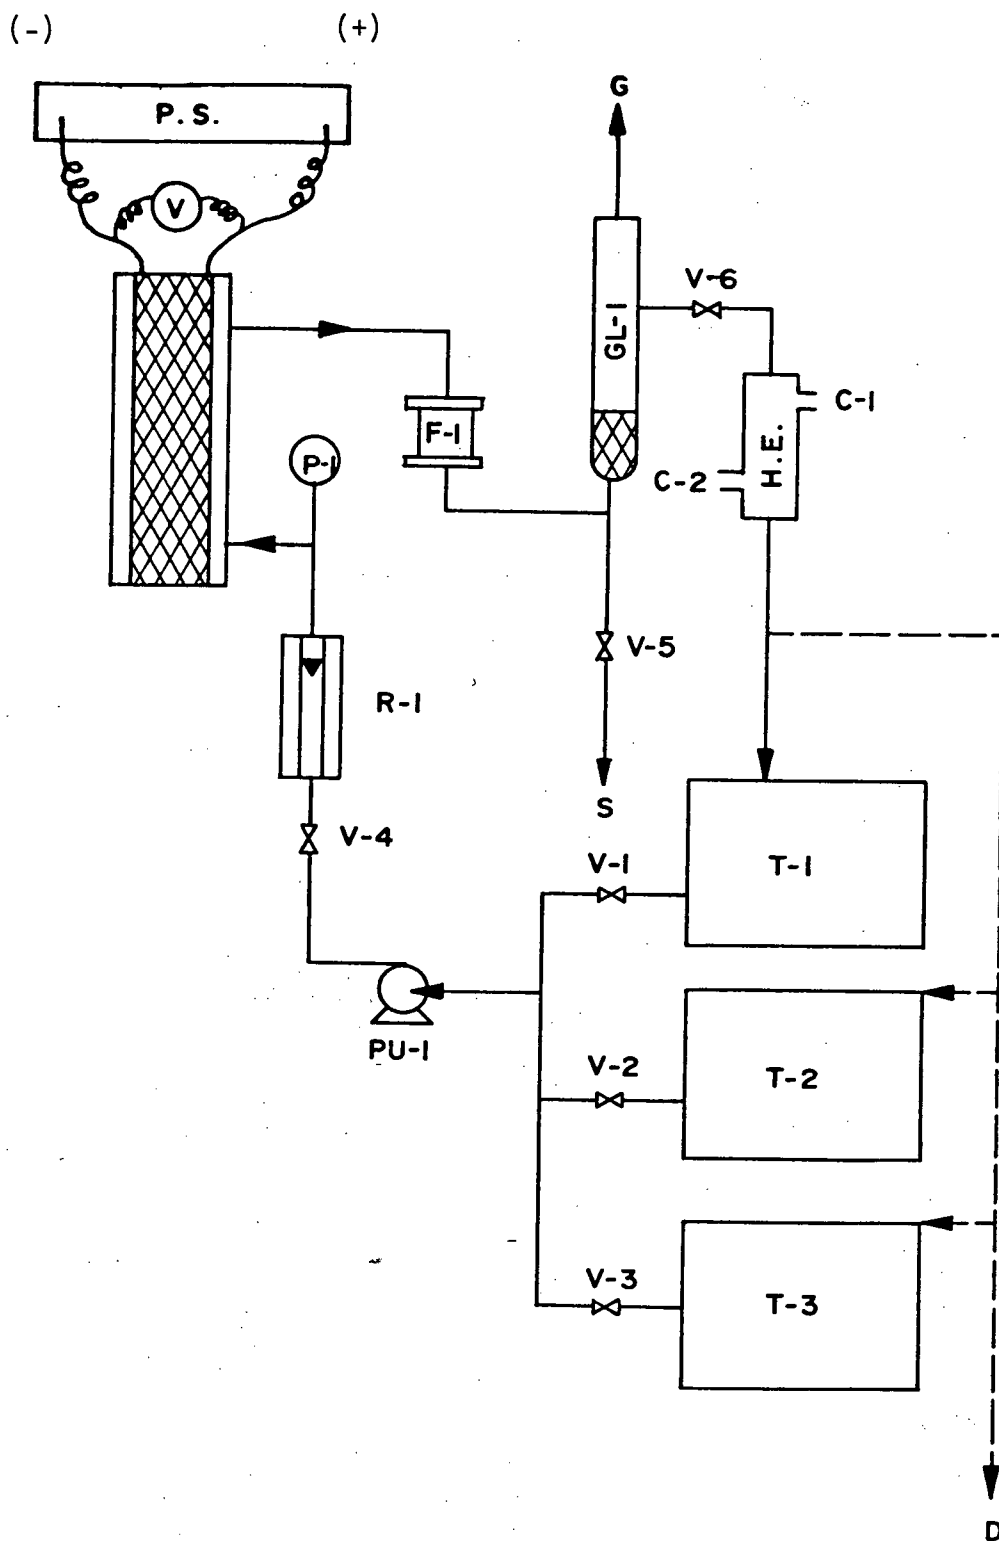 (-) (+)
P. S.
V
G
GL-1
V-6
C-1
H.E.
C-2
F-1
P-1
V-5
R-1
S
V-4
V-1
T-1
PU-1
V-2
T-2
V-3
T-3
D